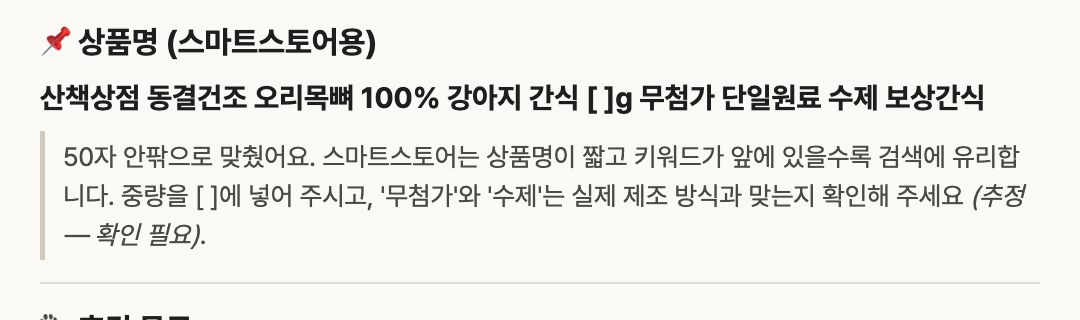 📌 상품명 (스마트스토어용)
산책상점 동결건조 오리목뼈 100% 강아지 간식 [ ]g 무첨가 단일원료 수제 보상간식
50자 안팎으로 맞췄어요. 스마트스토어는 상품명이 짧고 키워드가 앞에 있을수록 검색에 유리합
니다. 중량을 [ ]에 넣어 주시고, '무첨가'와 '수제'는 실제 제조 방식과 맞는지 확인해 주세요 (추정
— 확인 필요).